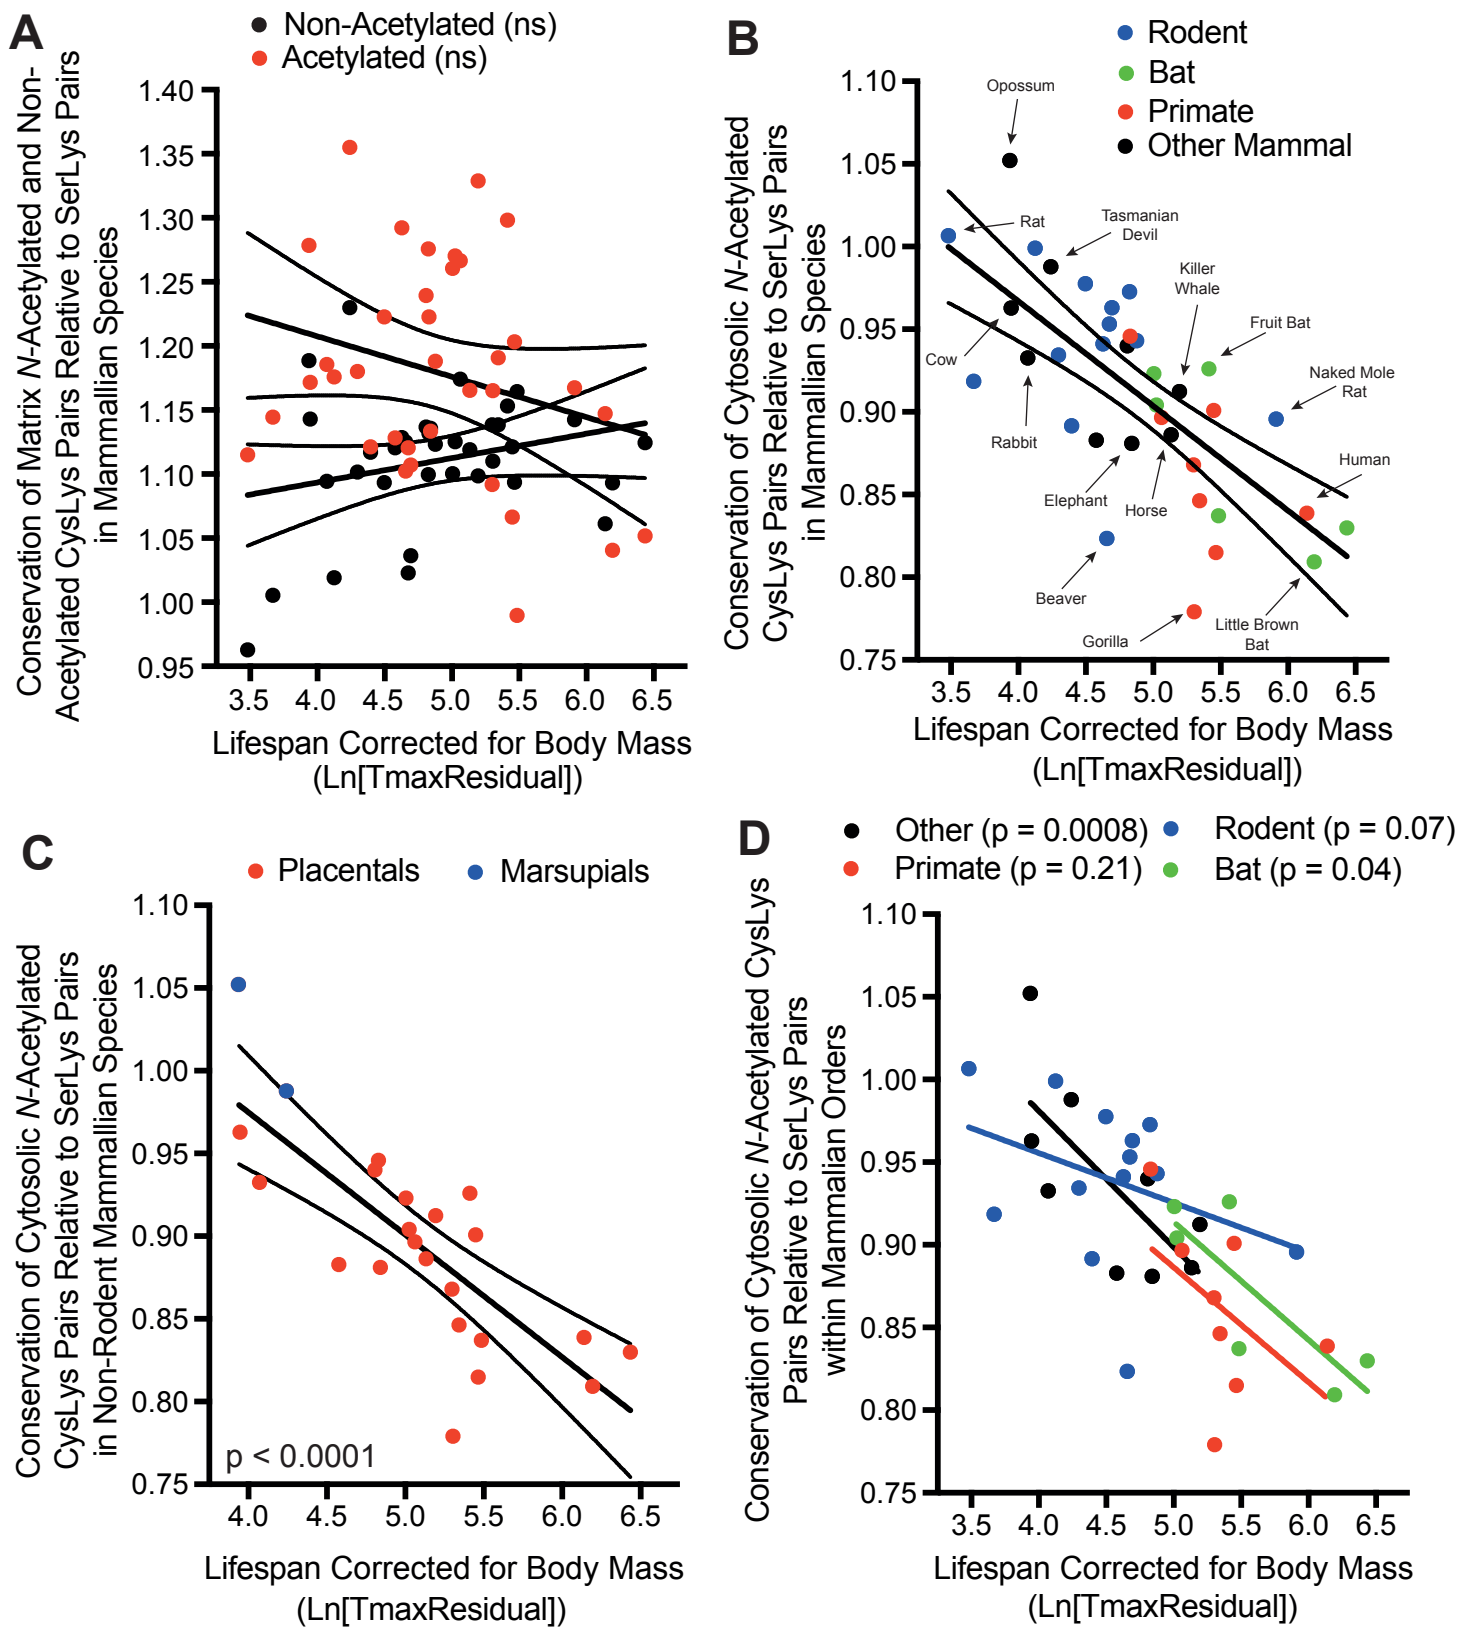 A
Non-Acetylated (ns)
Acetylated (ns)
Conservation of Matrix N-Acetylated and Non-
Acetylated CysLys Pairs Relative to SerLys Pairs
in Mammalian Species
1.40
1.35
1.30
1.25
1.20
1.15
1.10
1.05
1.00
0.95
3.5 4.0 4.5 5.0 5.5 6.0 6.5
Lifespan Corrected for Body Mass
(Ln[TmaxResidual])
B
Rodent
Bat
Primate
Other Mammal
Conservation of Cytosolic N-Acetylated
CysLys Pairs Relative to SerLys Pairs
in Mammalian Species
1.10
1.05
1.00
0.95
0.90
0.85
0.80
0.75
Opossum
Rat
Tasmanian
Devil
Killer
Whale
Fruit Bat
Cow
Naked Mole
Rat
Rabbit
Human
Elephant
Horse
Beaver
Gorilla
Little Brown
Bat
3.5 4.0 4.5 5.0 5.5 6.0 6.5
Lifespan Corrected for Body Mass
(Ln[TmaxResidual])
C
Placentals
Marsupials
Conservation of Cytosolic N-Acetylated
CysLys Pairs Relative to SerLys Pairs
in Non-Rodent Mammalian Species
1.10
1.05
1.00
0.95
0.90
0.85
0.80
0.75
p < 0.0001
4.0 4.5 5.0 5.5 6.0 6.5
Lifespan Corrected for Body Mass
(Ln[TmaxResidual])
D
Other (p = 0.0008)
Rodent (p = 0.07)
Primate (p = 0.21)
Bat (p = 0.04)
Conservation of Cytosolic N-Acetylated CysLys
Pairs Relative to SerLys Pairs
within Mammalian Orders
1.10
1.05
1.00
0.95
0.90
0.85
0.80
0.75
3.5 4.0 4.5 5.0 5.5 6.0 6.5
Lifespan Corrected for Body Mass
(Ln[TmaxResidual])